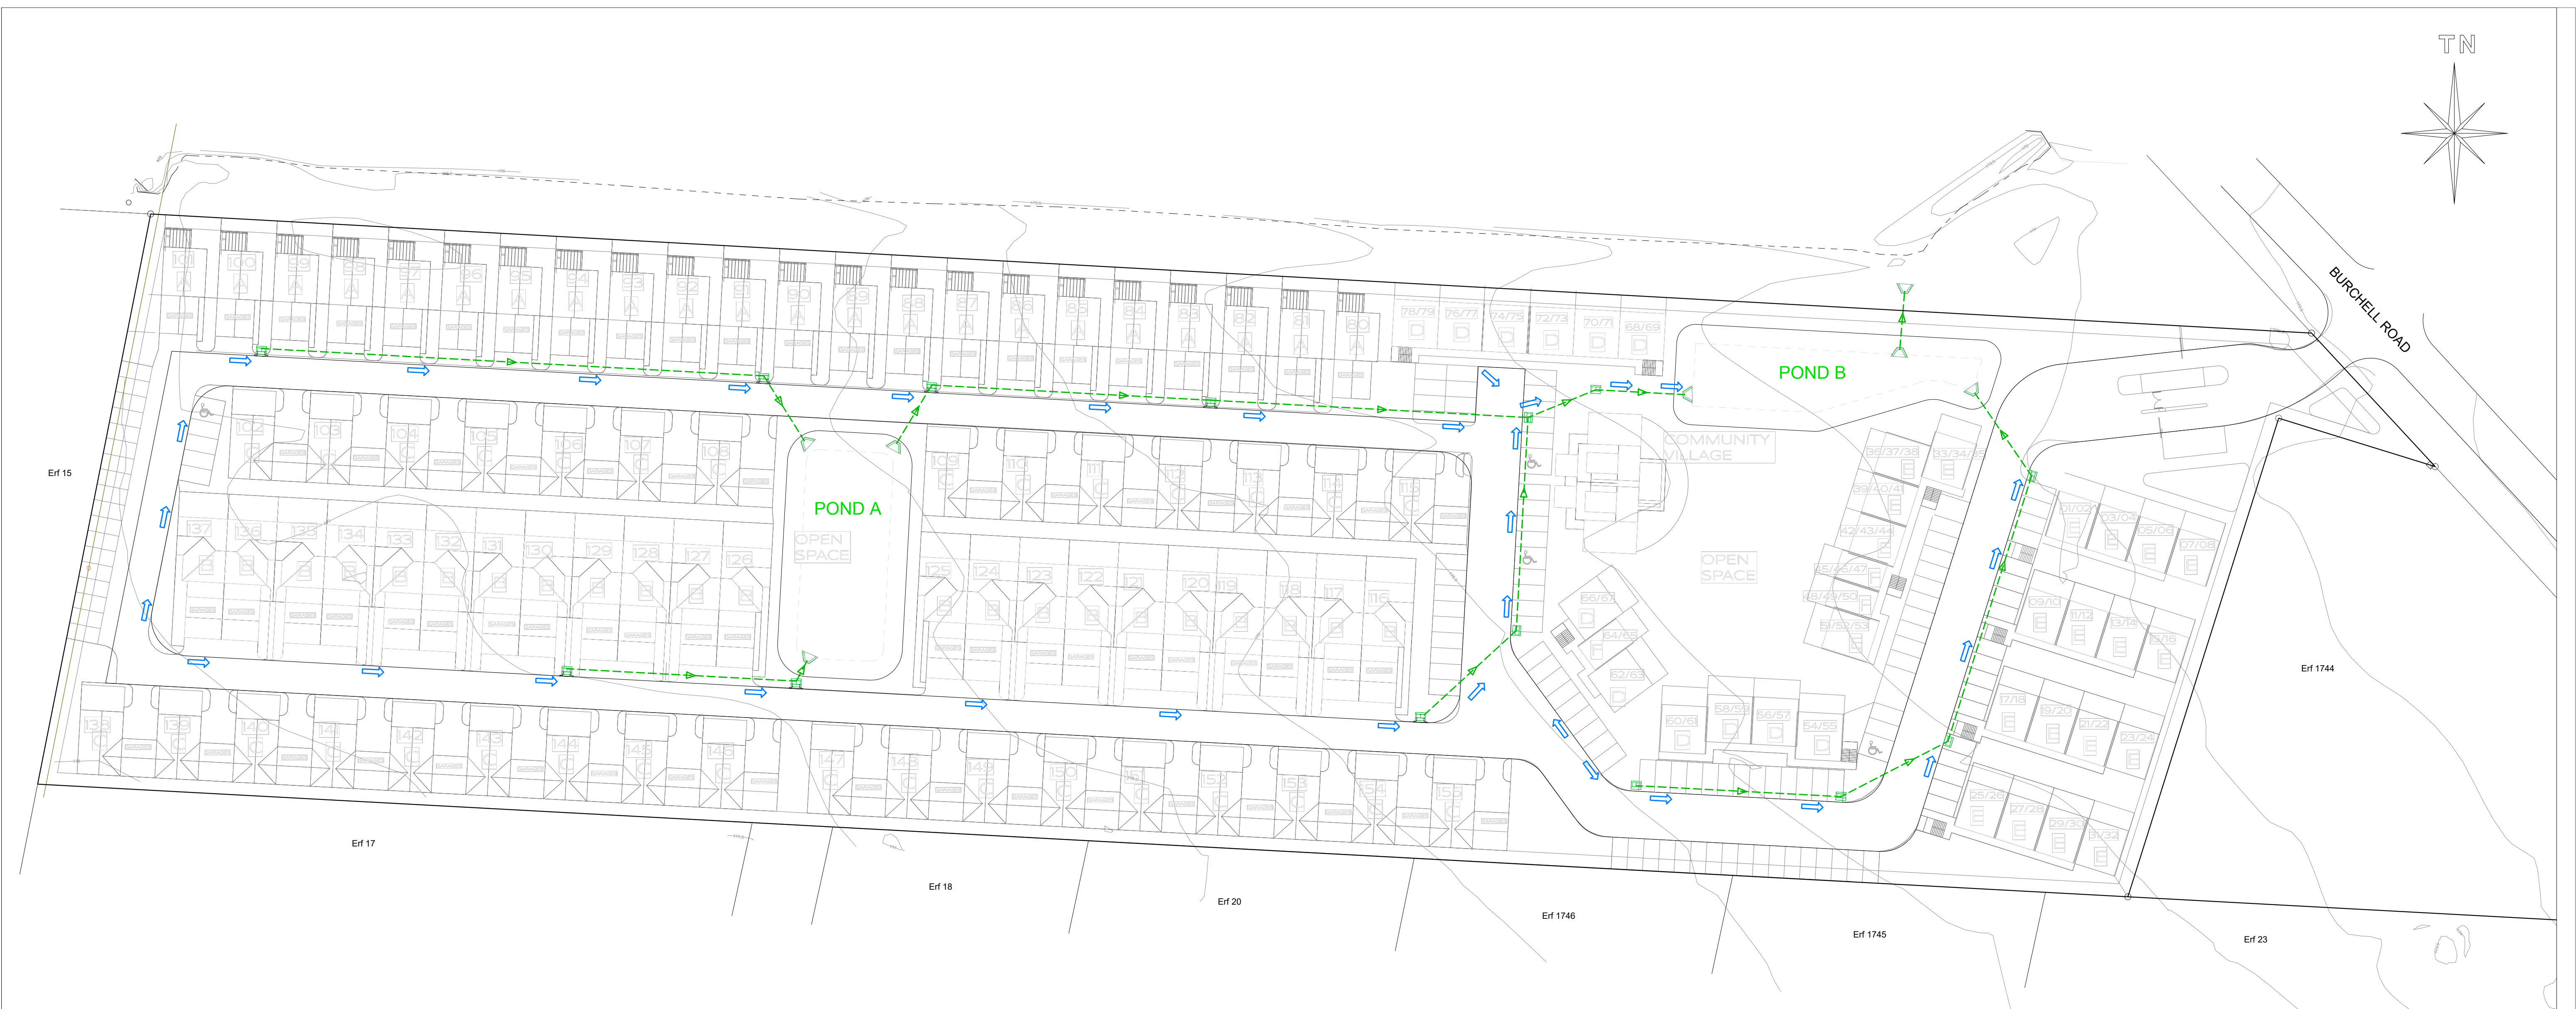 TN
BURCHELL ROAD
101
A
100
A
99
A
98
A
97
A
96
A
95
A
94
A
93
A
92
A
91
A
90
A
89
A
88
A
87
A
86
A
85
A
84
A
83
A
82
A
81
A
80
A
78/79
D
76/77
D
74/75
D
72/73
D
70/71
D
68/69
D
POND B
COMMUNITY
VILLAGE
102
C
103
C
104
C
105
C
106
C
107
C
108
C
POND A
OPEN
SPACE
109
C
110
C
111
C
112
C
113
C
114
C
115
C
36/37/38
E
33/34/35
E
39/40/41
E
42/43/44
E
45/46/47
48/49/50
51/52/53
E
OPEN
SPACE
01/02
E
03/04
E
05/06
E
07/08
E
09/10
E
11/12
E
13/14
E
15/16
E
17/18
E
19/20
E
21/22
E
23/24
E
25/26
E
27/28
E
29/30
E
31/32
E
Erf 15
137
B
136
B
135
B
134
B
133
B
132
B
131
B
130
B
129
B
128
B
127
B
126
B
125
B
124
B
123
B
122
B
121
B
120
B
119
B
118
B
117
B
116
B
66/67
D
64/65
62/63
D
60/61
D
58/59
D
56/57
D
54/55
D
138
C
139
C
140
C
141
C
142
C
143
C
144
C
145
C
146
C
147
C
148
C
149
C
150
C
151
C
152
C
153
C
154
C
155
C
GARAGES
Erf 1744
Erf 17
Erf 18
Erf 20
Erf 1746
Erf 1745
Erf 23